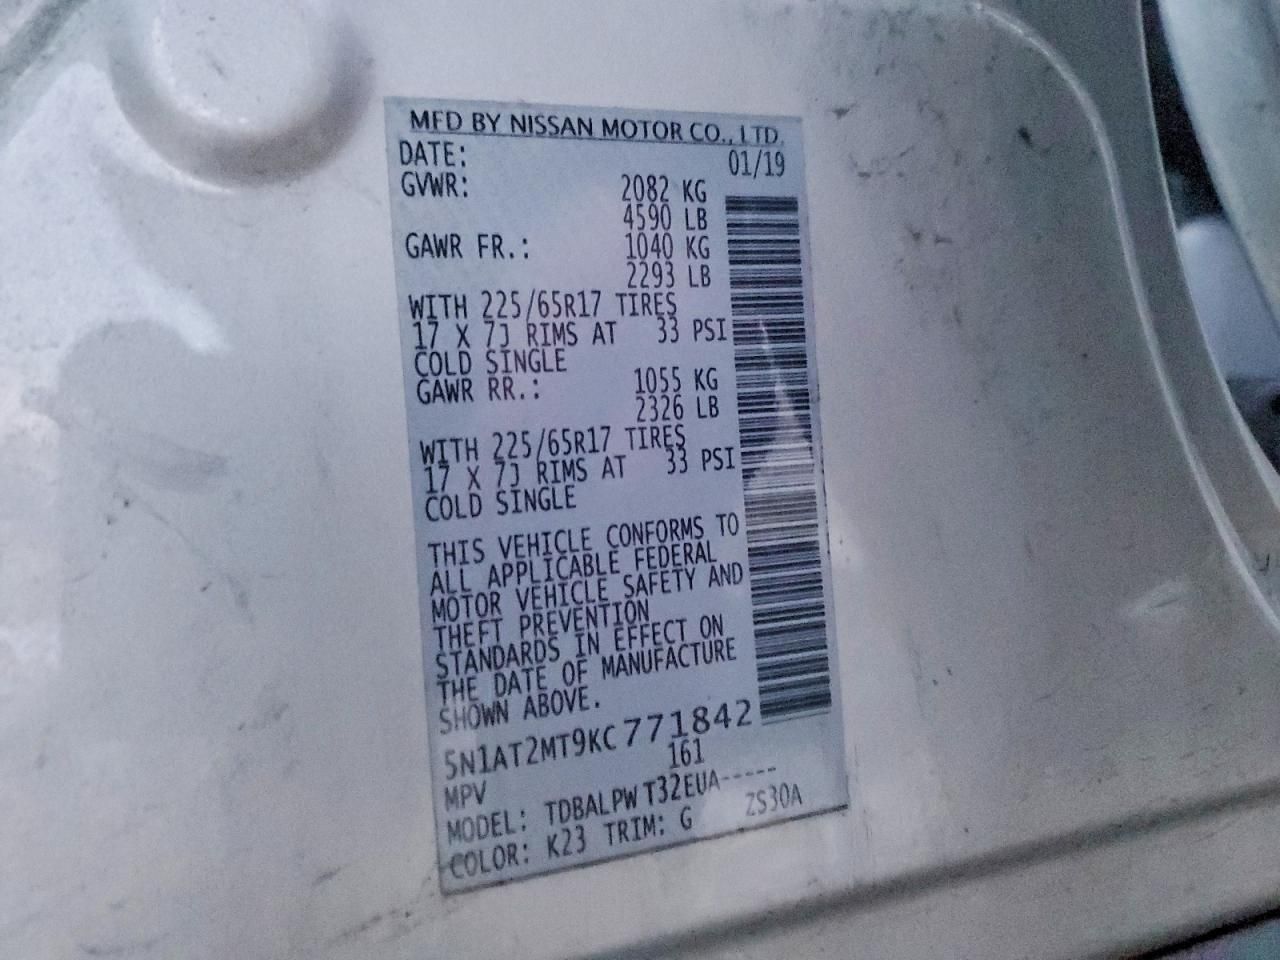 MFD BY NISSAN MOTOR CO., LTD.
DATE: 01/19
GVWR: 2082 KG
4590 LB
GAWR FR.: 1040 KG
2293 LB
WITH 225/65R17 TIRES
17 X 7J RIMS AT 33 PSI
COLD SINGLE
GAWR RR.: 1055 KG
2326 LB
WITH 225/65R17 TIRES
17 X 7J RIMS AT 33 PSI
COLD SINGLE
THIS VEHICLE CONFORMS TO
ALL APPLICABLE FEDERAL
MOTOR VEHICLE SAFETY AND
THEFT PREVENTION
STANDARDS IN EFFECT ON
THE DATE OF MANUFACTURE
SHOWN ABOVE.
5N1AT2MT9KC771842
MPV 161
MODEL: TDBALPWT32EUA-----
COLOR: K23 TRIM: G ZS30A